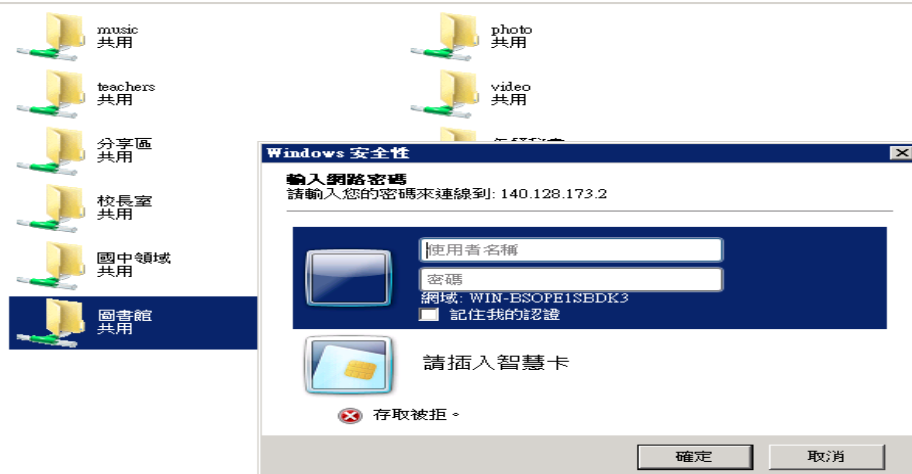 music
共用
photo
共用
teachers
共用
video
共用
分享區
共用
校長室
共用
國中領域
共用
圖書館
共用
Windows 安全性
輸入網路密碼
請輸入您的密碼來連線到: 140.128.173.2
使用者名稱
密碼
網域: WIN-BSOPE1SBDK3
記住我的認證
請插入智慧卡
存取被拒。
確定
取消